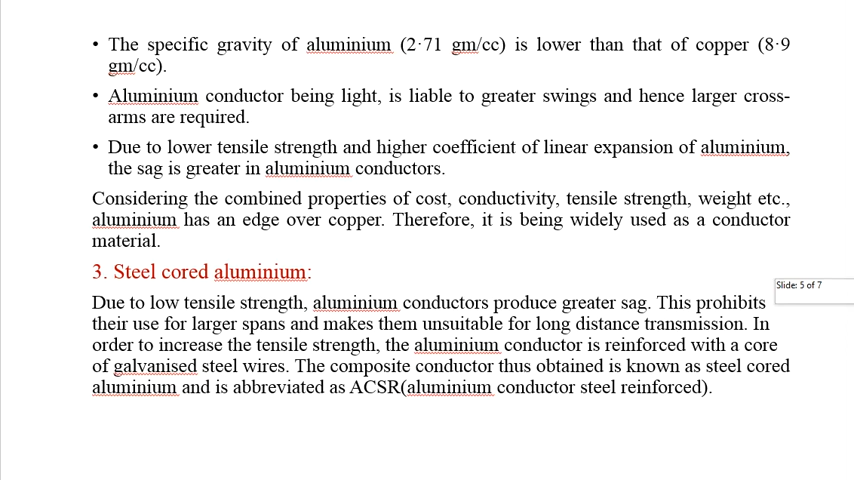 • The specific gravity of aluminium (2·71 gm/cc) is lower than that of copper (8·9
gm/cc).
• Aluminium conductor being light, is liable to greater swings and hence larger cross-
arms are required.
• Due to lower tensile strength and higher coefficient of linear expansion of aluminium,
the sag is greater in aluminium conductors.
Considering the combined properties of cost, conductivity, tensile strength, weight etc.,
aluminium has an edge over copper. Therefore, it is being widely used as a conductor
material.
3. Steel cored aluminium:
Slide: 5 of 7
Due to low tensile strength, aluminium conductors produce greater sag. This prohibits
their use for larger spans and makes them unsuitable for long distance transmission. In
order to increase the tensile strength, the aluminium conductor is reinforced with a core
of galvanised steel wires. The composite conductor thus obtained is known as steel cored
aluminium and is abbreviated as ACSR(aluminium conductor steel reinforced).